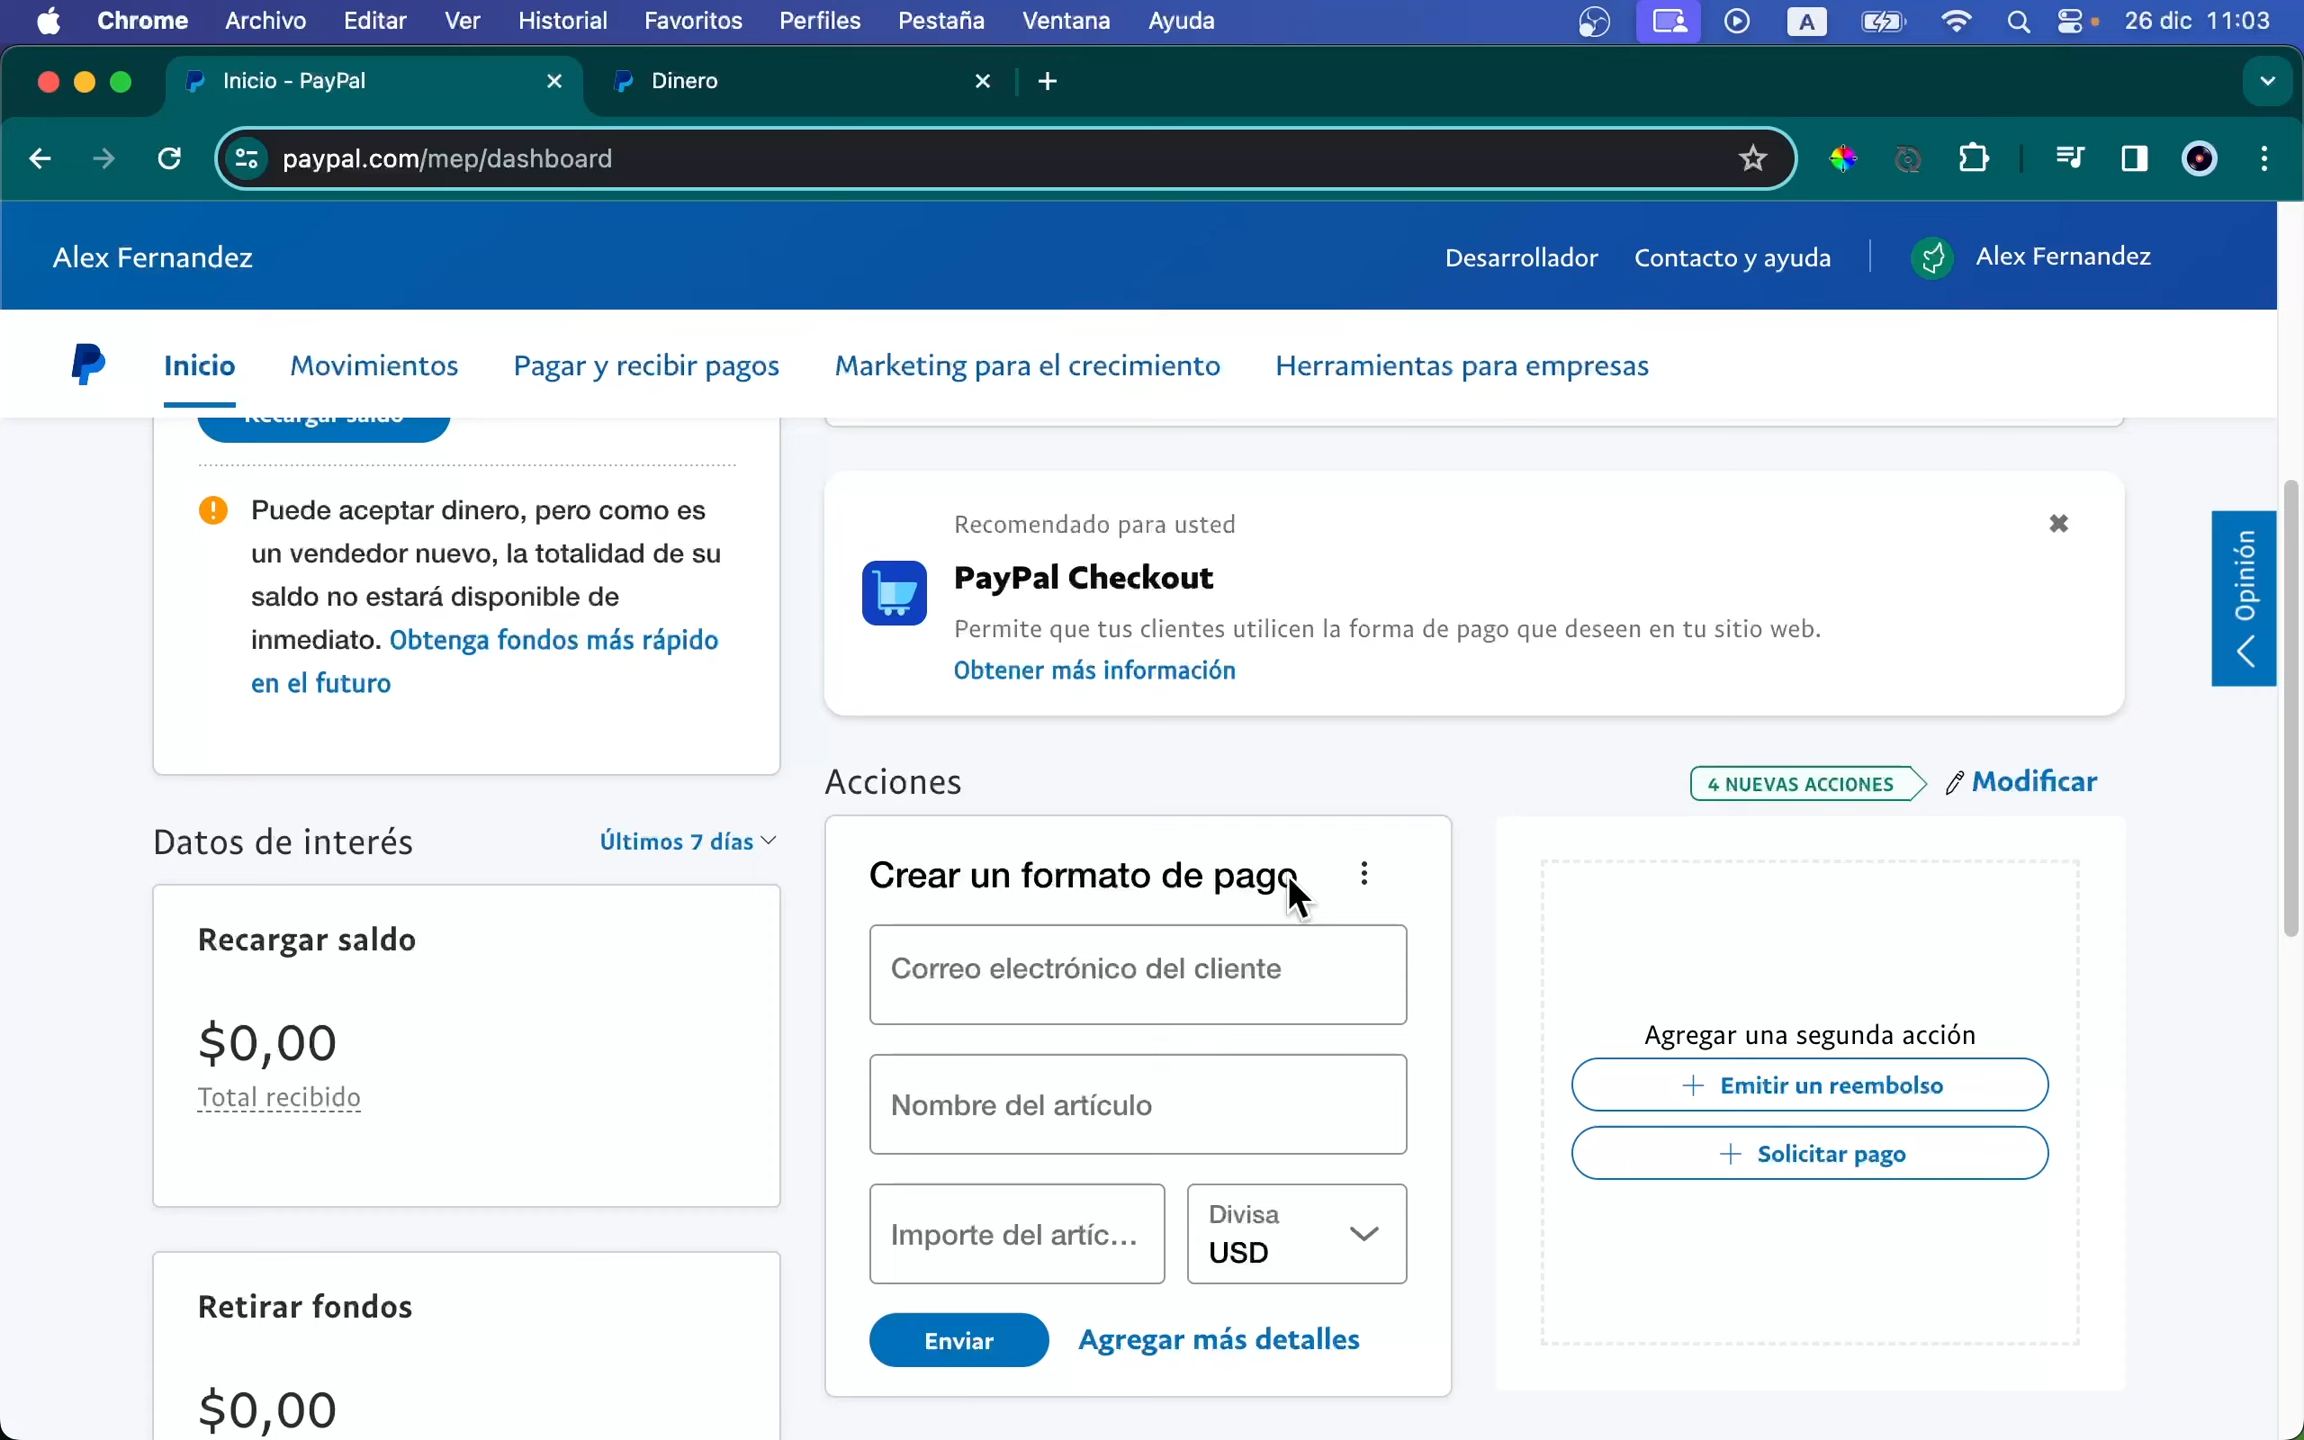 Chrome Archivo Editar Ver Historial Favoritos Perfiles Pestaña Ventana Ayuda A 26 dic 11:03
Inicio - PayPal Dinero
paypal.com/mep/dashboard
Alex Fernandez Desarrollador Contacto y ayuda Alex Fernandez
Inicio Movimientos Pagar y recibir pagos Marketing para el crecimiento Herramientas para empresas
Recargar saldo
Puede aceptar dinero, pero como es
un vendedor nuevo, la totalidad de su
saldo no estará disponible de
inmediato. Obtenga fondos más rápido
en el futuro
Recomendado para usted
PayPal Checkout
Permite que tus clientes utilicen la forma de pago que deseen en tu sitio web.
Obtener más información
Opinión
Datos de interés Últimos 7 días
Recargar saldo
$0,00
Total recibido
Retirar fondos
$0,00
Acciones 4 NUEVAS ACCIONES Modificar
Crear un formato de pago
Correo electrónico del cliente
Nombre del artículo
Importe del artíc...
Divisa
USD
Enviar Agregar más detalles
Agregar una segunda acción
+ Emitir un reembolso
+ Solicitar pago